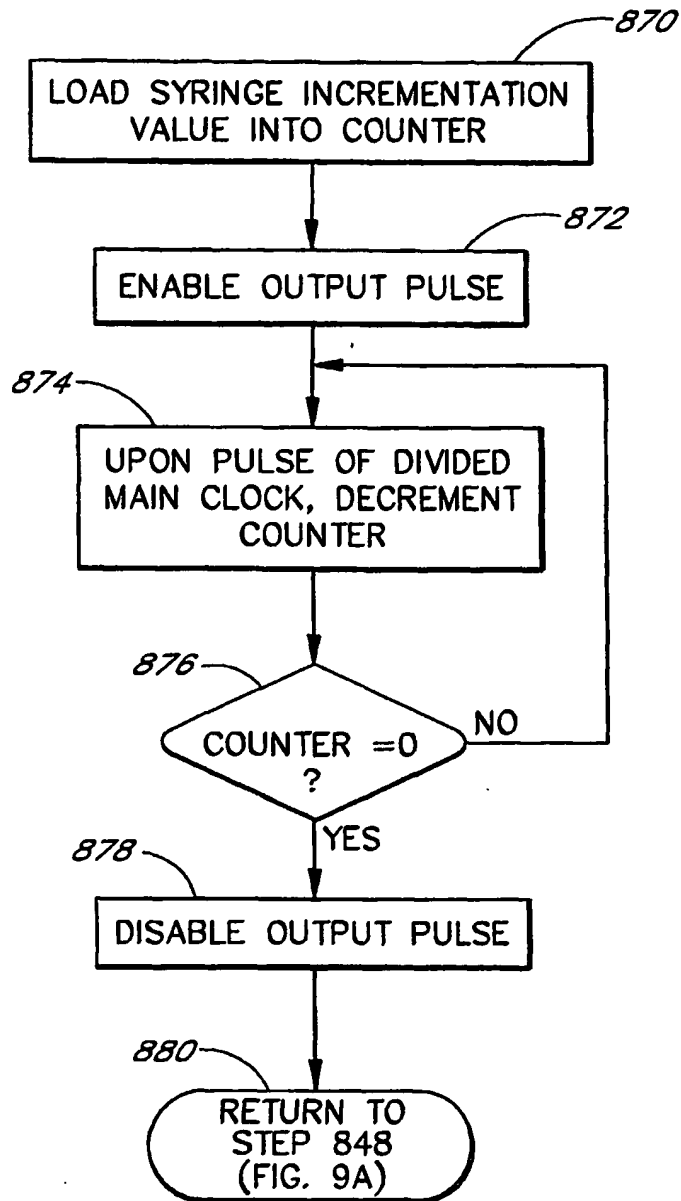 870
LOAD SYRINGE INCREMENTATION
VALUE INTO COUNTER
872
ENABLE OUTPUT PULSE
874
UPON PULSE OF DIVIDED
MAIN CLOCK, DECREMENT
COUNTER
876
COUNTER =0
?
NO
YES
878
DISABLE OUTPUT PULSE
880
RETURN TO
STEP 848
(FIG. 9A)